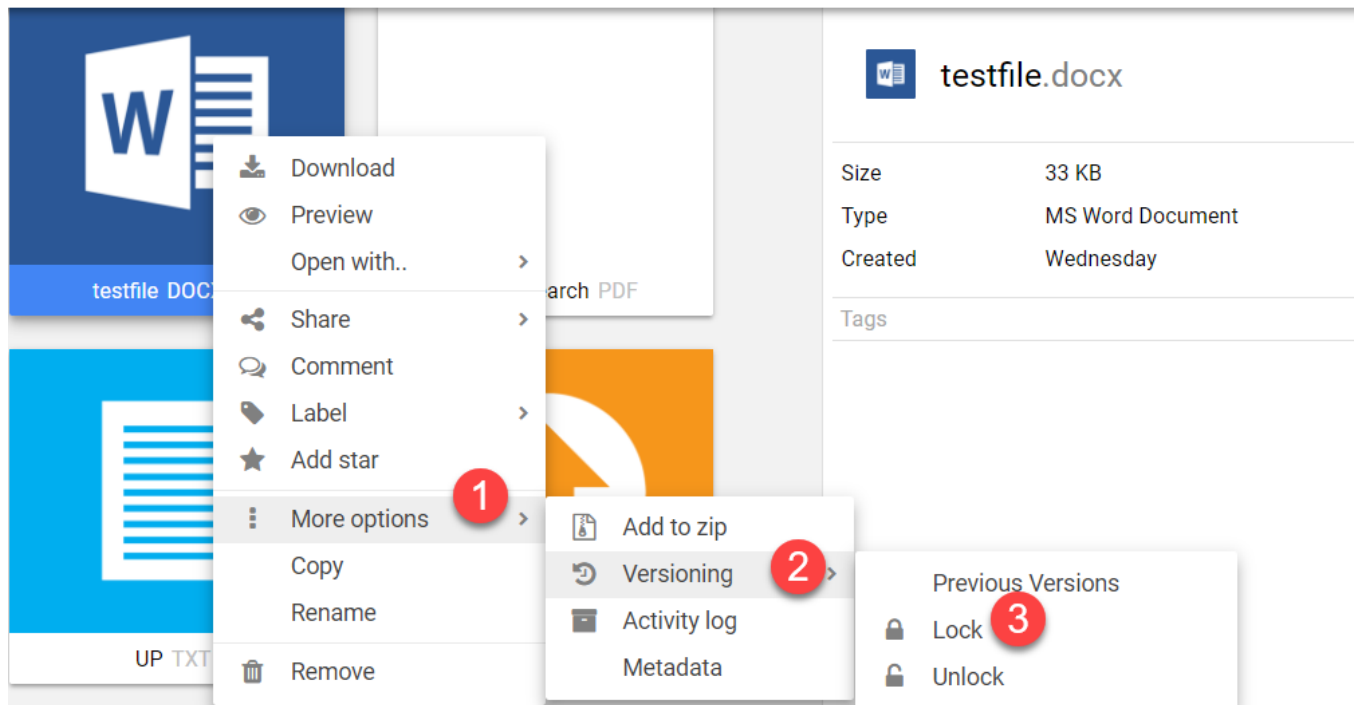 W
testfile DOC
arch PDF
UP TXT
Download
Preview
Open with..
Share
Comment
Label
Add star
More options
1
Copy
Rename
Remove
Add to zip
Versioning
2
Activity log
Metadata
Previous Versions
Lock
3
Unlock
W
testfile.docx
Size 33 KB
Type MS Word Document
Created Wednesday
Tags